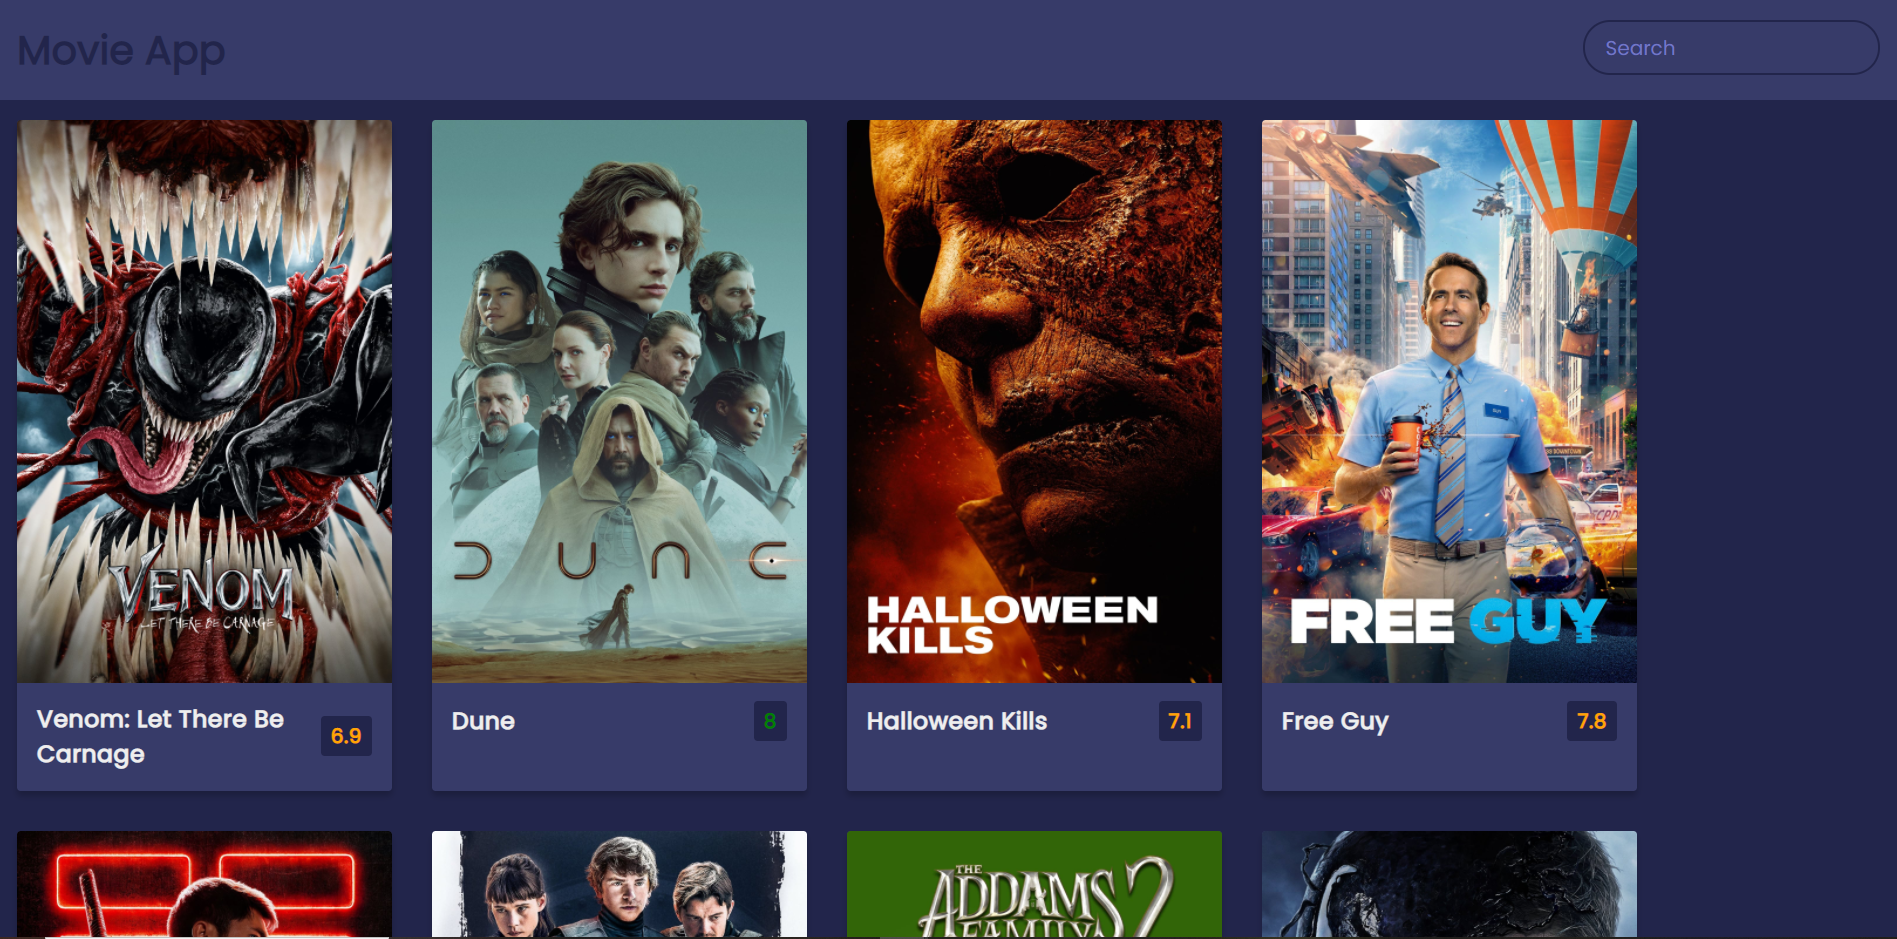 Movie App
Search
VENOM
LET THERE BE CARNAGE
DUNE
HALLOWEEN
KILLS
GUY
FREE GUY
Venom: Let There Be
Carnage
6.9
Dune
8
Halloween Kills
7.1
Free Guy
7.8
THE
ADDAMS
FAMILY 2